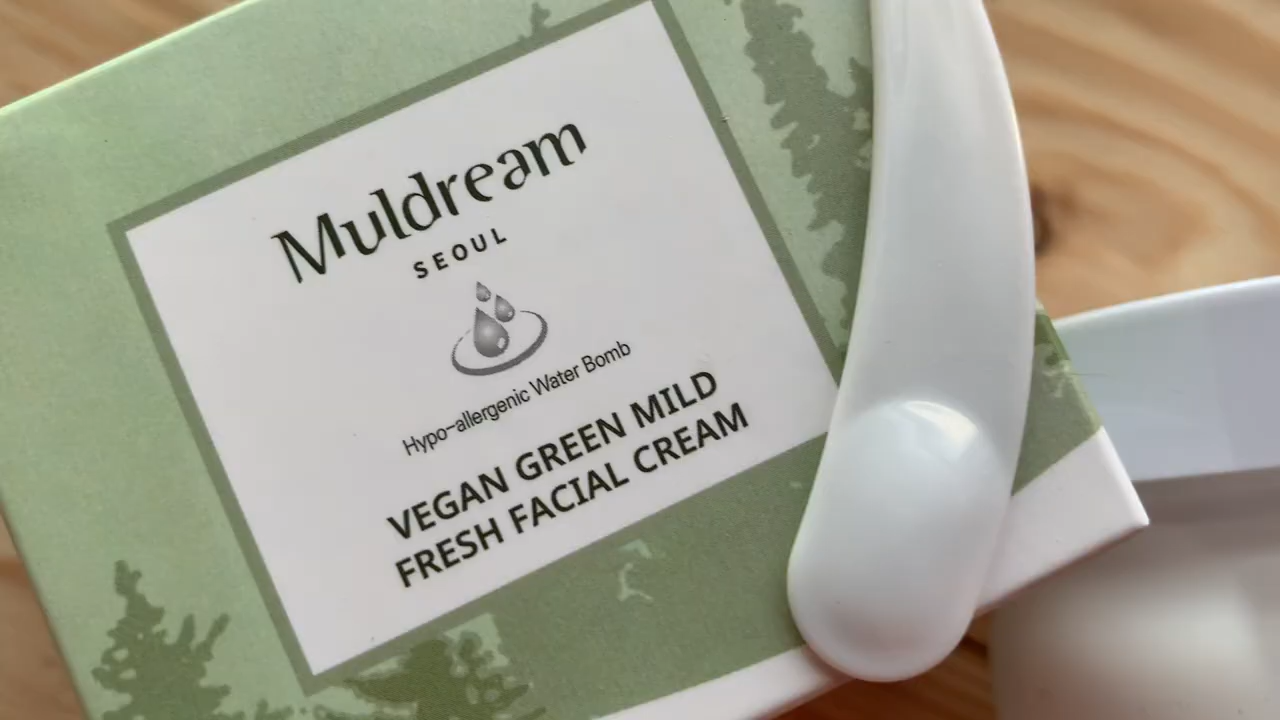 Muldream
SEOUL
Hypo-allergenic Water Bomb
VEGAN GREEN MILD
FRESH FACIAL CREAM